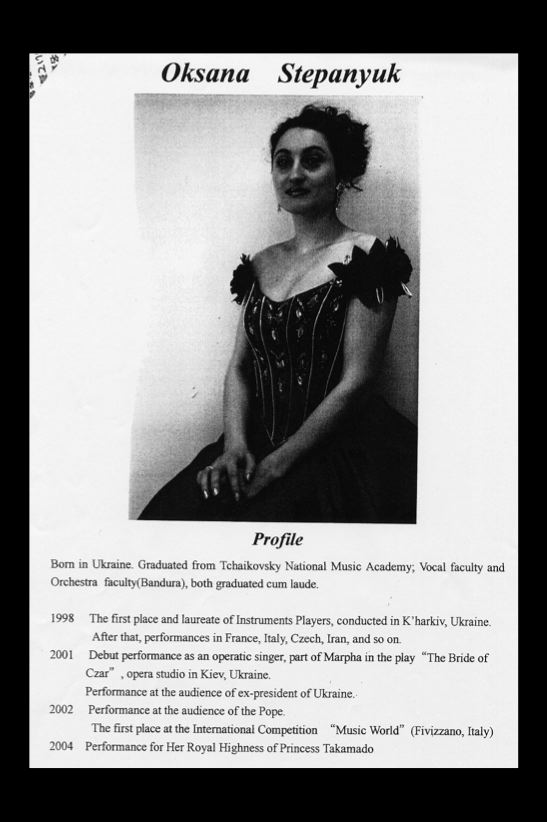 Oksana Stepanyuk
Profile
Born in Ukraine. Graduated from Tchaikovsky National Music Academy; Vocal faculty and
Orchestra faculty(Bandura), both graduated cum laude.
1998 The first place and laureate of Instruments Players, conducted in K’harkiv, Ukraine.
After that, performances in France, Italy, Czech, Iran, and so on.
2001 Debut performance as an operatic singer, part of Marpha in the play “The Bride of
Czar”, opera studio in Kiev, Ukraine.
Performance at the audience of ex-president of Ukraine.
2002 Performance at the audience of the Pope.
The first place at the International Competition “Music World” (Fivizzano, Italy)
2004 Performance for Her Royal Highness of Princess Takamado